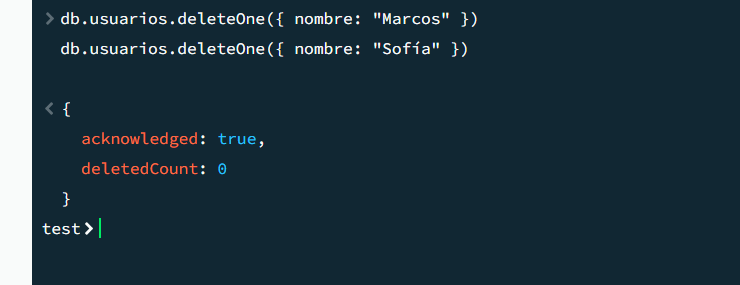 > db.usuarios.deleteOne({ nombre: "Marcos" })
db.usuarios.deleteOne({ nombre: "Sofía" })
< {
acknowledged: true,
deletedCount: 0
}
test>